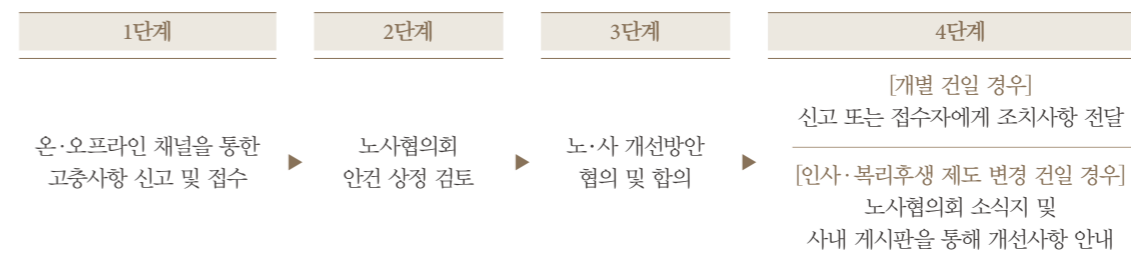 1단계
온·오프라인 채널을 통한
고충사항 신고 및 접수
▶
2단계
노사협의회
안건 상정 검토
▶
3단계
노·사 개선방안
협의 및 합의
▶
4단계
[개별 건일 경우]
신고 또는 접수자에게 조치사항 전달
[인사·복리후생 제도 변경 건일 경우]
노사협의회 소식지 및
사내 게시판을 통해 개선사항 안내